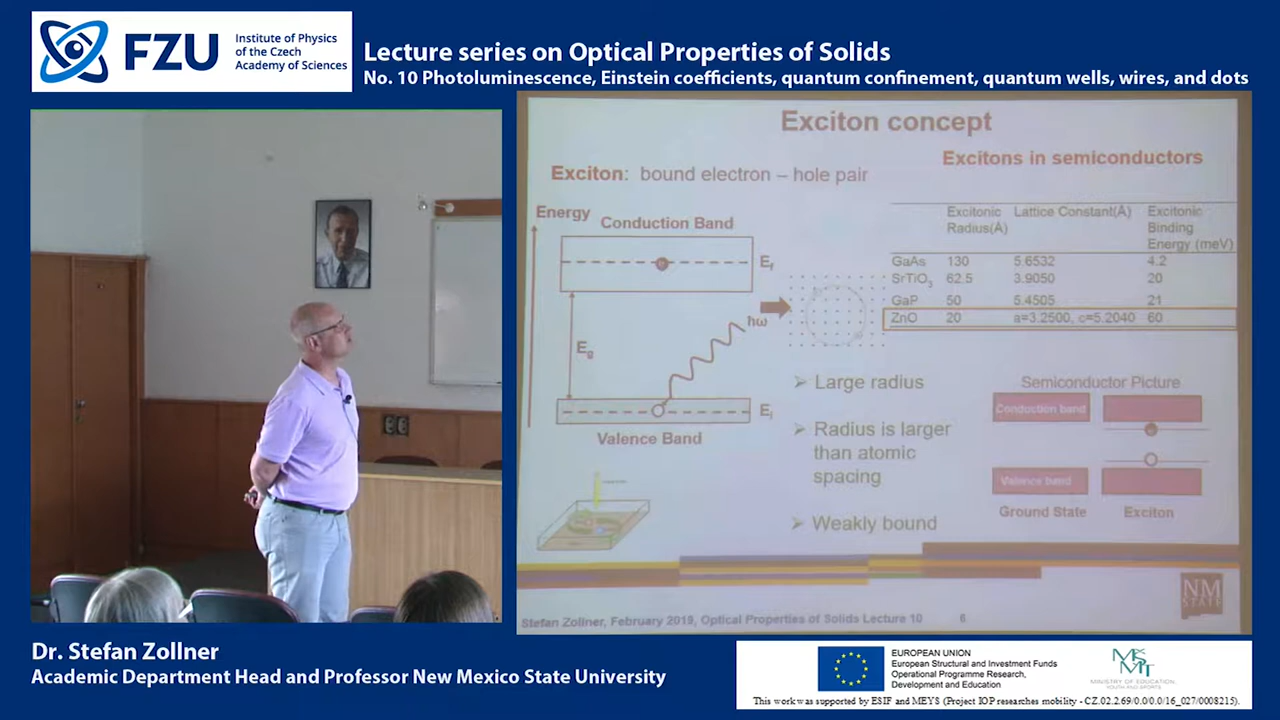 FZU
Institute of Physics
of the Czech
Academy of Sciences
Lecture series on Optical Properties of Solids
No. 10 Photoluminescence, Einstein coefficients, quantum confinement, quantum wells, wires, and dots
Exciton concept
Exciton: bound electron – hole pair
Excitons in semiconductors
Energy
Conduction Band
Ef
Eg
ħω
Ei
Valence Band
Excitonic Radius(Å) Lattice Constant(Å) Excitonic Binding Energy (meV)
GaAs 130 5.6532 4.2
SrTiO3 62.5 3.9050 20
GaP 50 5.4505 21
ZnO 20 a=3.2500, c=5.2040 60
➢ Large radius
➢ Radius is larger
than atomic
spacing
➢ Weakly bound
Semiconductor Picture
Conduction band
Valence band
Ground State Exciton
NM
STATE
Stefan Zollner, February 2019, Optical Properties of Solids Lecture 10 6
Dr. Stefan Zollner
Academic Department Head and Professor New Mexico State University
EUROPEAN UNION
European Structural and Investment Funds
Operational Programme Research,
Development and Education
MINISTRY OF EDUCATION,
YOUTH AND SPORTS
This work was supported by ESIF and MEYS (Project IOP researches mobility - CZ.02.2.69/0.0/0.0/16_027/0008215).